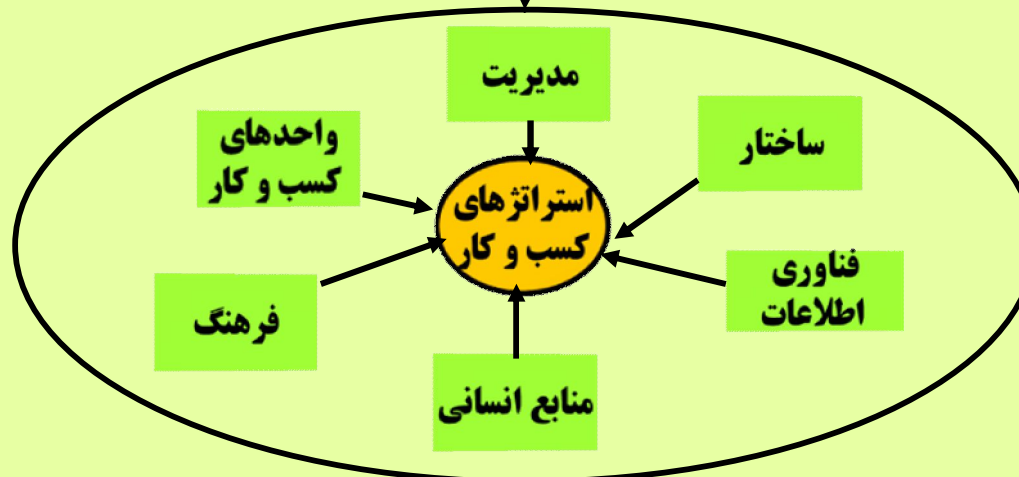 مدیریت
ساختار
واحدهای
کسب و کار
استراتژهای
کسب و کار
فناوری
اطلاعات
فرهنگ
منابع انسانی